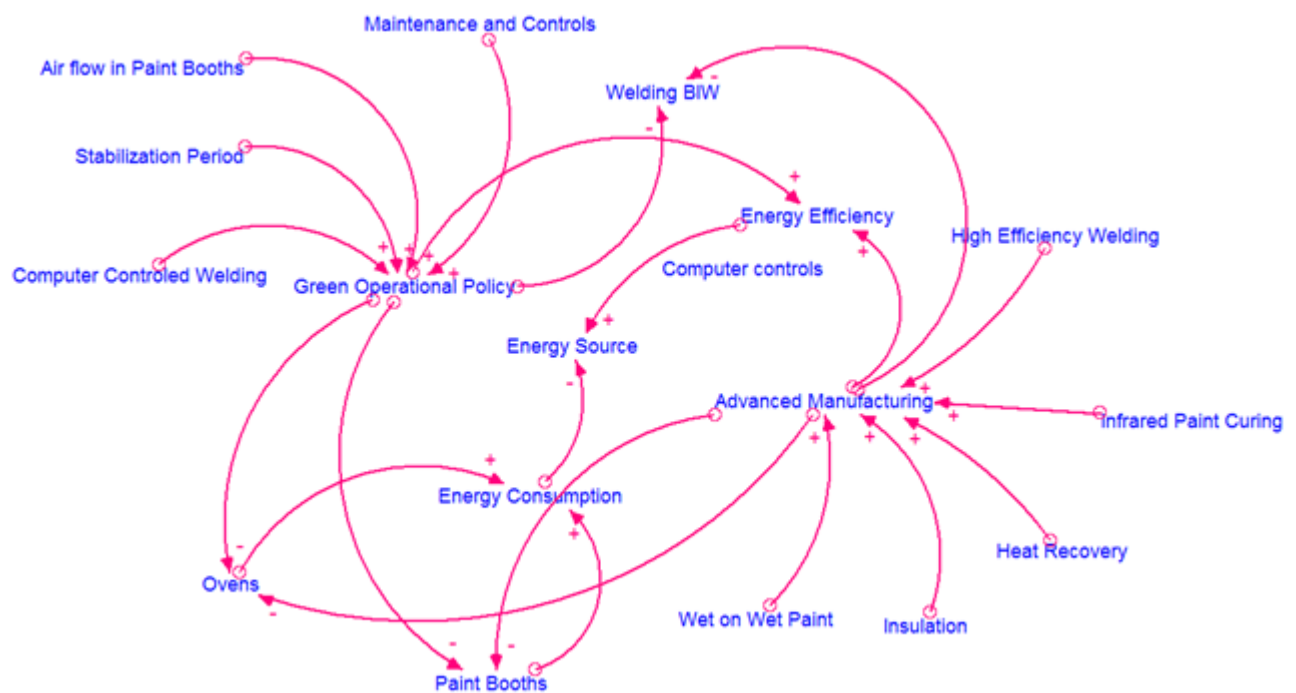 Maintenance and Controls
Air flow in Paint Booths
Welding BIW
-
-
Stabilization Period
+
Energy Efficiency
High Efficiency Welding
Computer Controled Welding
+
+
+
+
+
Computer controls
Green Operational Policy
+
Energy Source
-
+
Advanced Manufacturing
+
Infrared Paint Curing
+
+
+
+
Energy Consumption
+
Heat Recovery
-
Ovens
-
Wet on Wet Paint
Insulation
-
-
Paint Booths